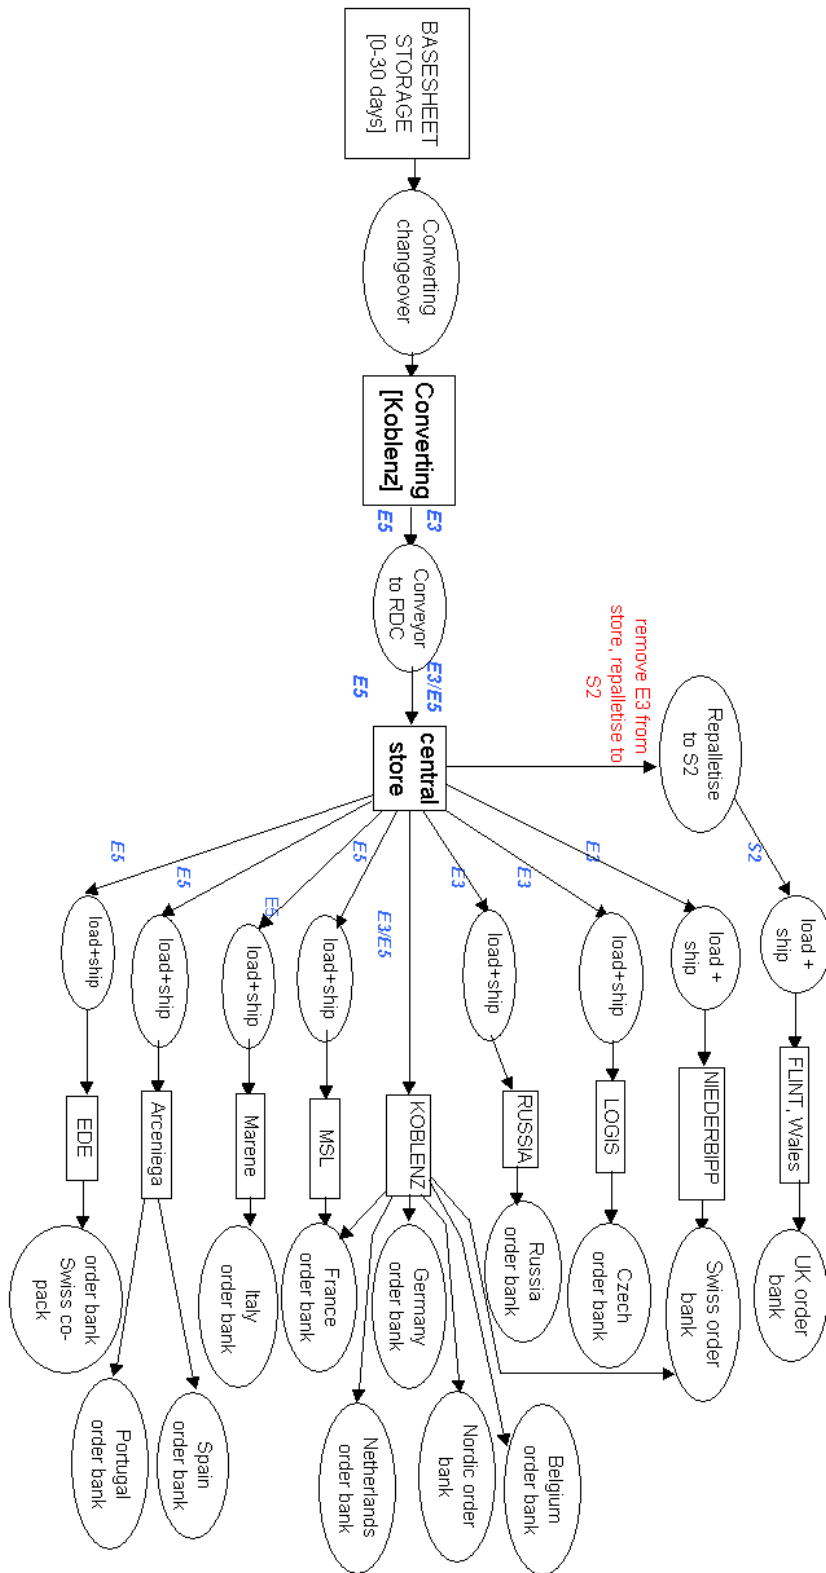 BASESHEET
STORAGE
[0-30 days]
Converting
changeover
Converting
[Koblenz]
E3
E5
Conveyor
to RDC
E3/E5
E5
central
store
remove E3 from
store, repalletise to
S2
Repalletise
to S2
S2
E3
E3
E3
E3/E5
E5
E5
E5
E5
load +
ship
load +
ship
load+ship
load+ship
load+ship
load+ship
load+ship
load+ship
FLINT, Wales
NIEDERBIPP
LOGIS
RUSSIA
KOBLENZ
MSL
Marene
Arceniega
EDE
UK order
bank
Swiss order
bank
Czech
order bank
Russia
order bank
Germany
order bank
France
order bank
Italy
order bank
order bank
Swiss co-
pack
Belgium
order bank
Nordic order
bank
Netherlands
order bank
Spain
order bank
Portugal
order bank